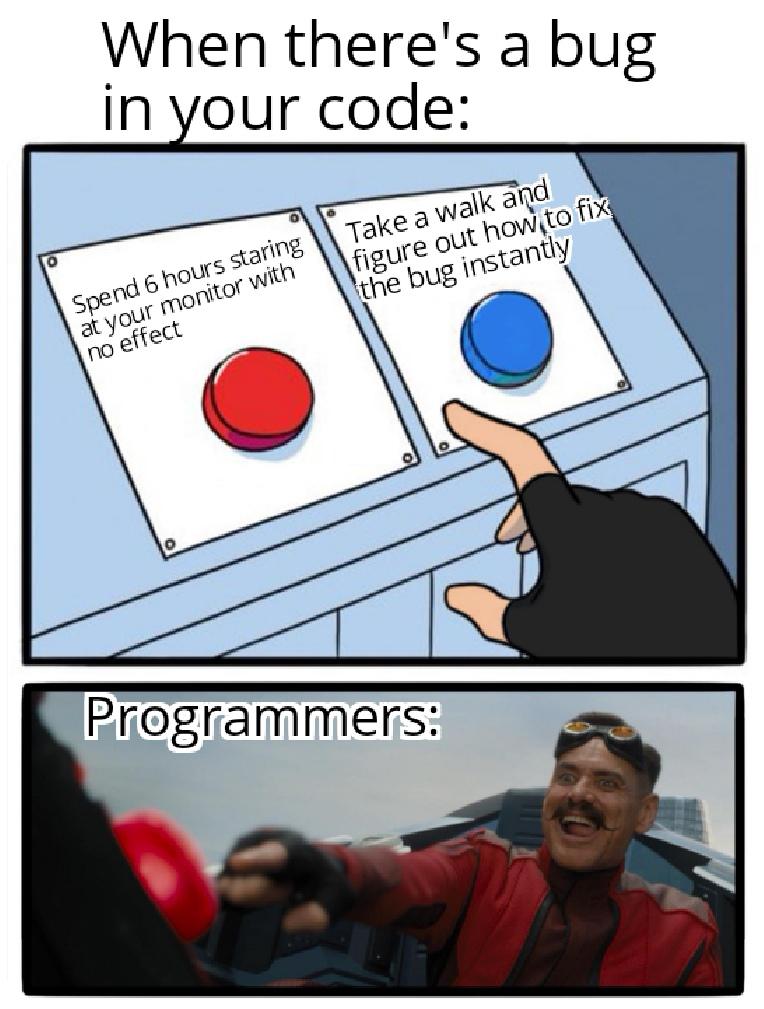 When there's a bug
in your code:
Spend 6 hours staring
at your monitor with
no effect
Take a walk and
figure out how to fix
the bug instantly
Programmers: